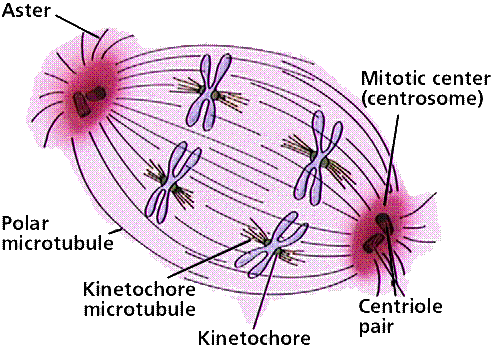 Aster
Mitotic center
(centrosome)
Polar
microtubule
Kinetochore
microtubule
Kinetochore
Centriole
pair